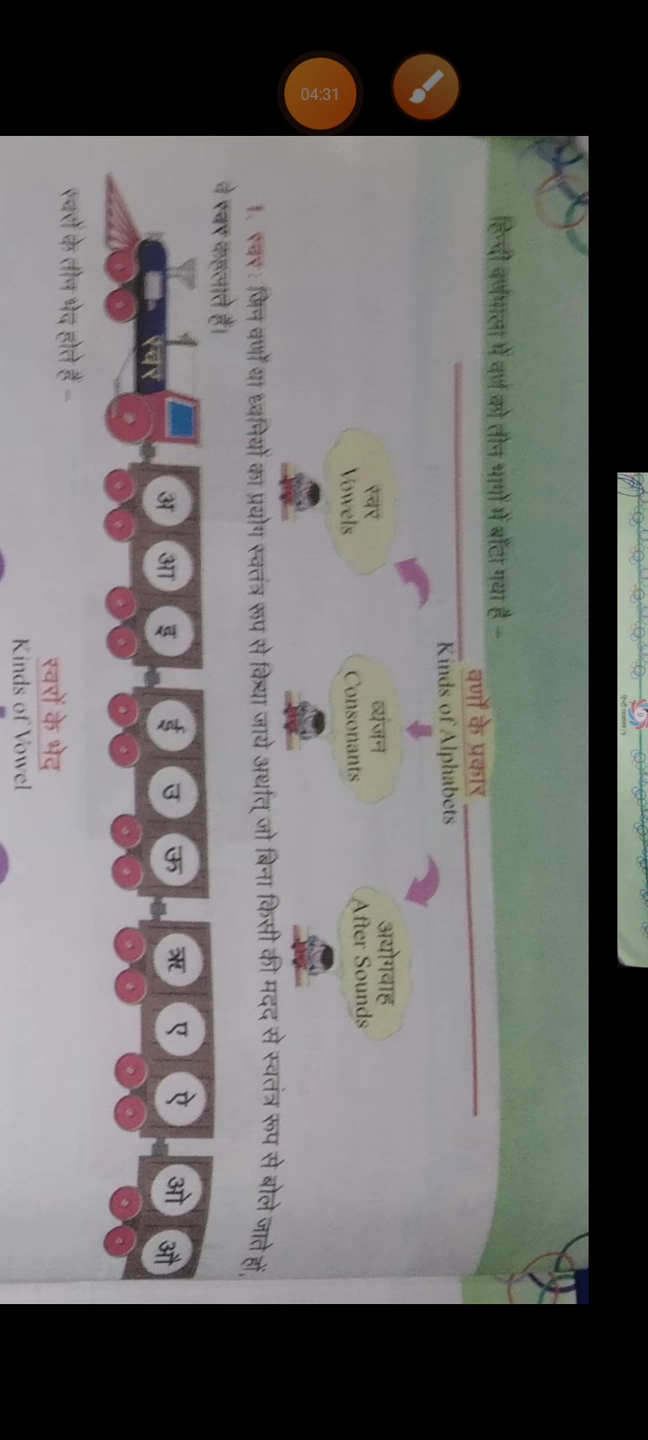 04:31
हिन्दी वर्णमाला में वर्ण को तीन भागों में बाँटा गया है –
वर्णों के प्रकार
Kinds of Alphabets
स्वर
Vowels
व्यंजन
Consonants
अयोगवाह
After Sounds
1. स्वर : जिन वर्णों या ध्वनियों का प्रयोग स्वतंत्र रूप से किया जाये अर्थात् जो बिना किसी की मदद से स्वतंत्र रूप से बोले जाते हों,
वे स्वर कहलाते हैं।
स्वर अ आ इ ई उ ऊ ऋ ए ऐ ओ औ
स्वरों के भेद
Kinds of Vowel
स्वरों के तीन भेद होते हैं –